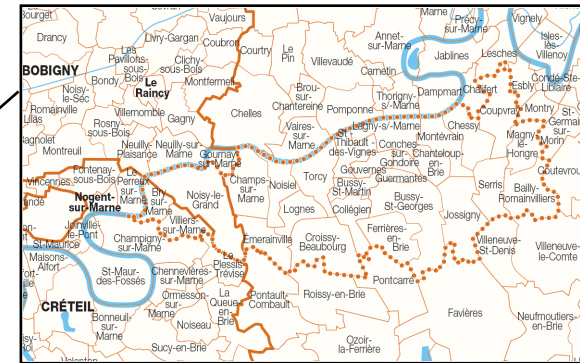 Bourget
Drancy
BOBIGNY
Noisy-
le-Sec
Romainville
Lilas
Bagnolet
Montreuil
Livry-Gargan
Les
Pavillons-
sous-
Bois
Bondy
Villemomble
Rosny-
sous-Bois
Vaujours
Coubron
Clichy-
sous-Bois
Montfermeil
Le
Raincy
Gagny
Neuilly-
Plaisance
Neuilly-sur-
Marne
Gournay-
sur-Marne
Courtry
Le
Pin
Villevaudé
Chelles
Brou-
sur-
Chantereine
Vaires-
sur-
Marne
Pomponne
Annet-
sur-Marne
Carnetin
Thorigny-
s/-Marne
Lagny-s/-Marne
Dampmart
Marne
Précy-
sur-Marne
Jablines
Lesches
Chalifert
Coupvray
Chessy
Montévrain
Vignely
Isles-
lès-
Villenoy
Condé-Ste-
Libiaire
Esbly
Montry
St-
Germain-
sur-
Morin
Magny-
le-
Hongre
Coutevroult
Bailly-
Romainvilliers
Serris
St-
Thibault
des-Vignes
Conches-
sur-
Gondoire
Chanteloup-
en-
Brie
Gouvernes
Guermantes
Bussy-
St-Martin
Bussy-
St-Georges
Collégien
Jossigny
Torcy
Noisiel
Lognes
Champs-
sur-
Marne
Noisy-le-
Grand
Fontenay-
sous-Bois
Vincennes
Nogent-
sur-Marne
Le
Perreux-
sur-
Marne
Bry-
sur-
Marne
Villiers-
sur-Marne
Joinville-
le-Pont
Champigny-
sur-Marne
St-Maurice
Maisons-
Alfort
St-Maur-
des-Fossés
CRÉTEIL
Bonneuil-
sur-
Marne
Chennevières-
sur-Marne
Ormesson-
sur-
Marne
Noiseau
Sucy-en-Brie
La
Queue-
en-
Brie
Le
Plessis-
Trévise
Emerainville
Pontault-
Combault
Roissy-en-Brie
Ozoir-
la-Ferrière
Croissy-
Beaubourg
Ferrières-
en-
Brie
Pontcarré
Favières
Villeneuve-
St-Denis
Villeneuve-
le-Comte
Neufmoutiers-
en-Brie